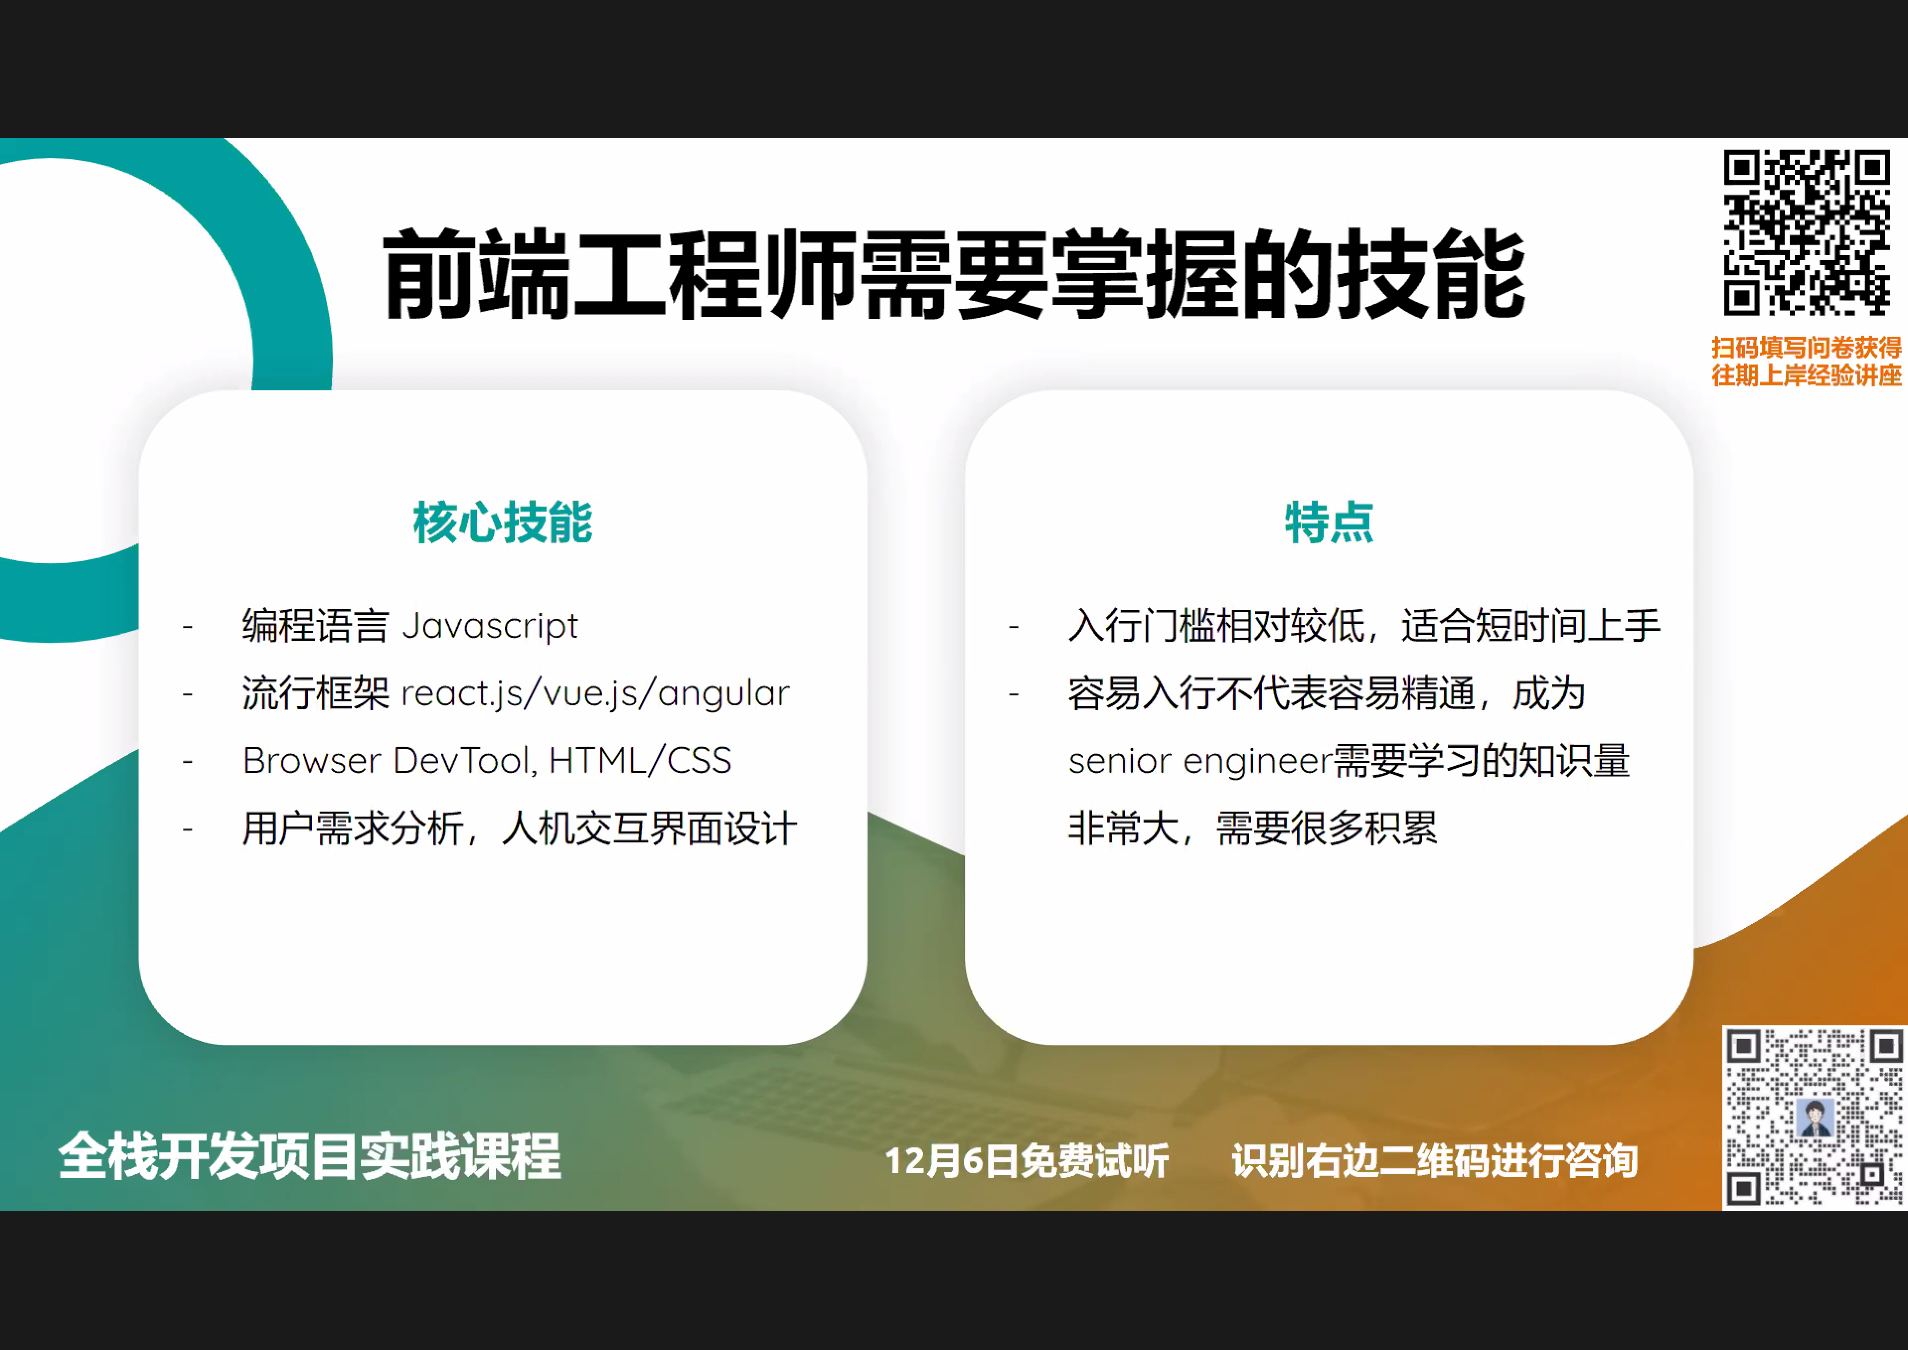 前端工程师需要掌握的技能
扫码填写问卷获得
往期上岸经验讲座
核心技能
- 编程语言 Javascript
- 流行框架 react.js/vue.js/angular
- Browser DevTool, HTML/CSS
- 用户需求分析，人机交互界面设计
特点
- 入行门槛相对较低，适合短时间上手
- 容易入行不代表容易精通，成为
senior engineer需要学习的知识量
非常大，需要很多积累
全栈开发项目实践课程
12月6日免费试听 识别右边二维码进行咨询